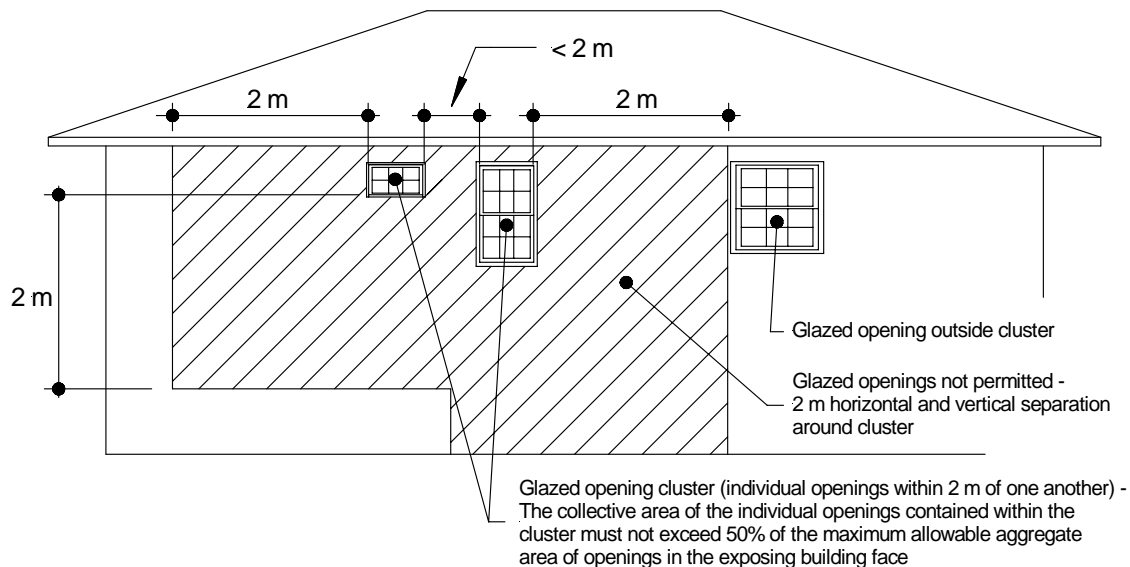 < 2 m
2 m
2 m
2 m
Glazed opening outside cluster
Glazed openings not permitted -
2 m horizontal and vertical separation
around cluster
Glazed opening cluster (individual openings within 2 m of one another) -
The collective area of the individual openings contained within the
cluster must not exceed 50% of the maximum allowable aggregate
area of openings in the exposing building face